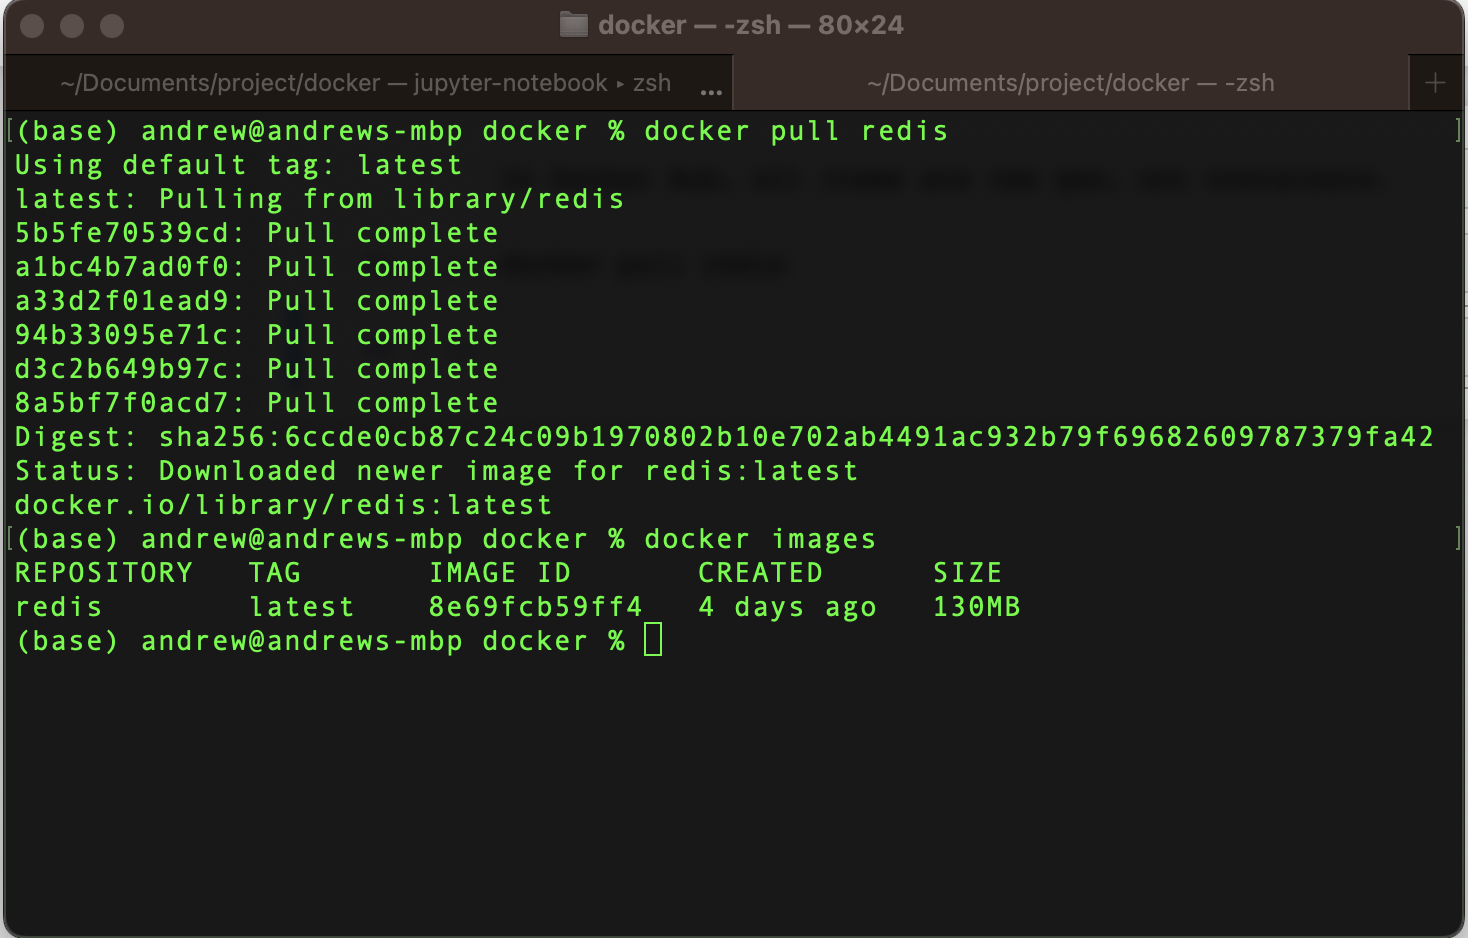 docker — -zsh — 80×24
~/Documents/project/docker — jupyter-notebook ▸ zsh ...
~/Documents/project/docker — -zsh +
[(base) andrew@andrews-mbp docker % docker pull redis ]
Using default tag: latest
latest: Pulling from library/redis
5b5fe70539cd: Pull complete
a1bc4b7ad0f0: Pull complete
a33d2f01ead9: Pull complete
94b33095e71c: Pull complete
d3c2b649b97c: Pull complete
8a5bf7f0acd7: Pull complete
Digest: sha256:6ccde0cb87c24c09b1970802b10e702ab4491ac932b79f69682609787379fa42
Status: Downloaded newer image for redis:latest
docker.io/library/redis:latest
[(base) andrew@andrews-mbp docker % docker images ]
REPOSITORY TAG IMAGE ID CREATED SIZE
redis latest 8e69fcb59ff4 4 days ago 130MB
(base) andrew@andrews-mbp docker %